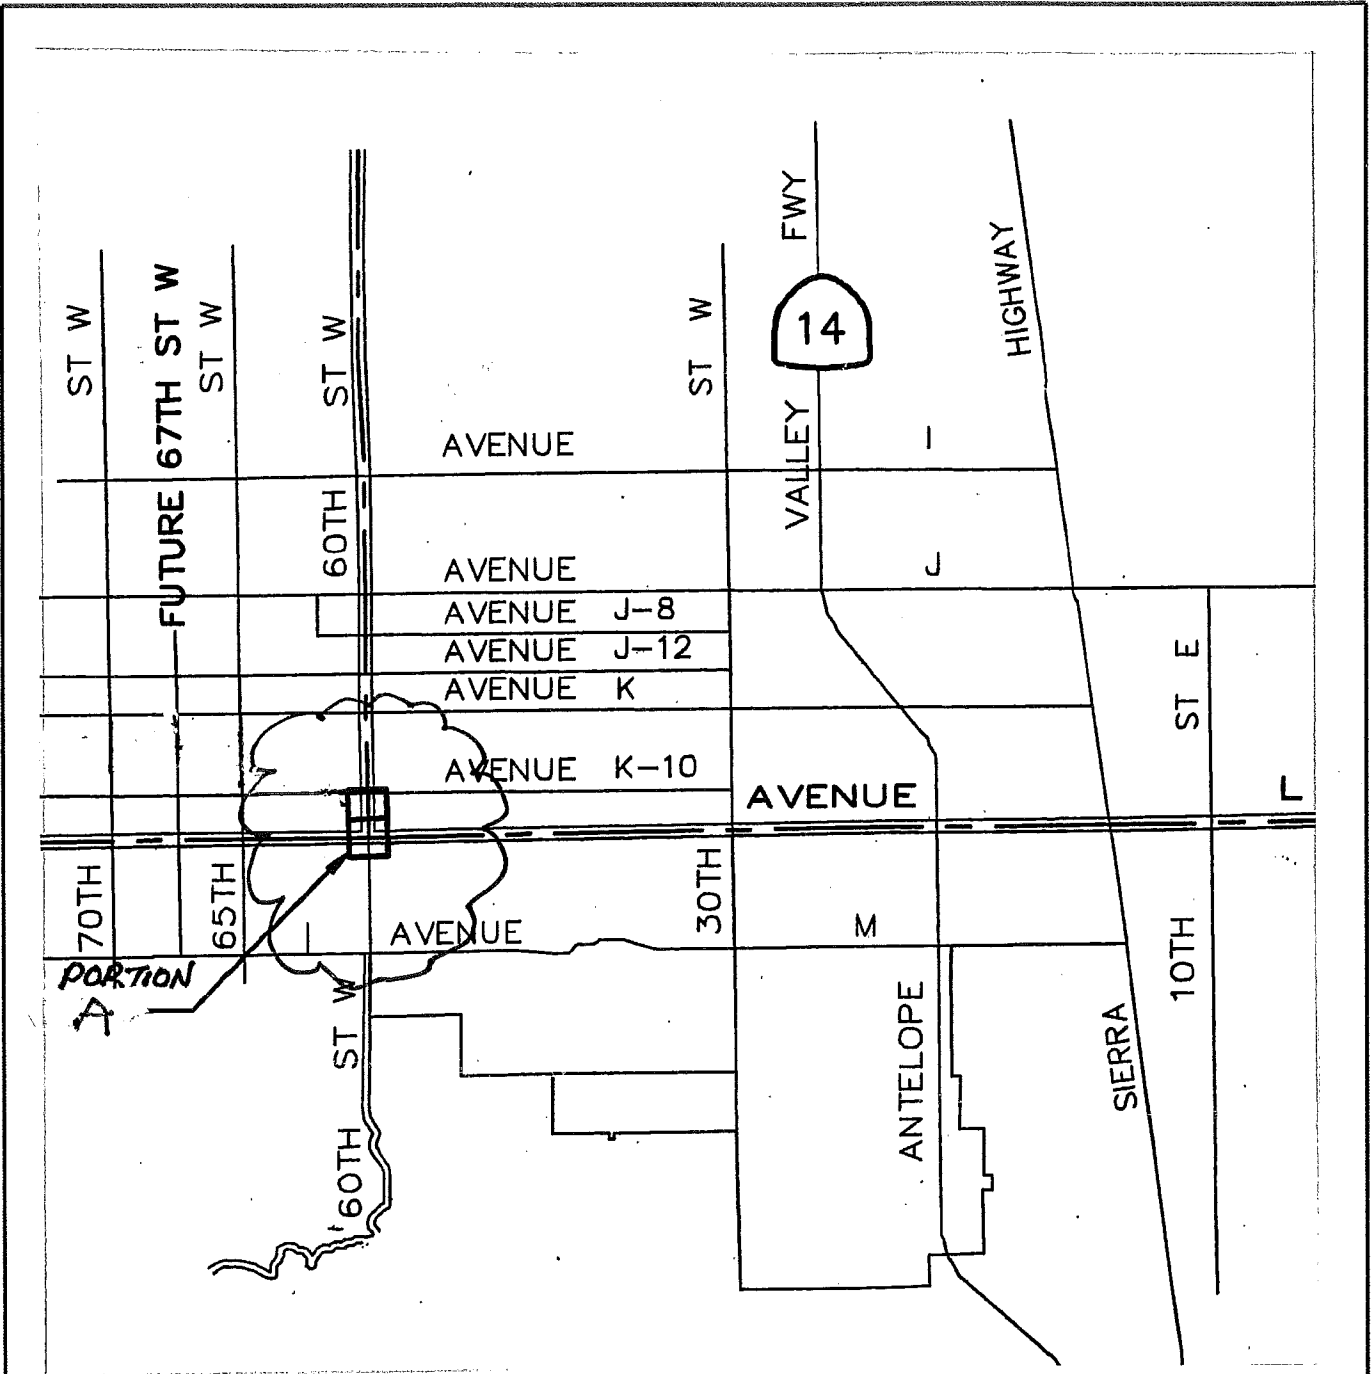 FWY
HIGHWAY
ST W
FUTURE 67TH ST W
ST W
ST W
ST W
14
AVENUE I
VALLEY
60TH
AVENUE J
AVENUE J-8
AVENUE J-12
AVENUE K
ST E
AVENUE K-10
AVENUE L
70TH
65TH
30TH
AVENUE M
10TH
PORTION
A
ST W
ANTELOPE
SIERRA
60TH